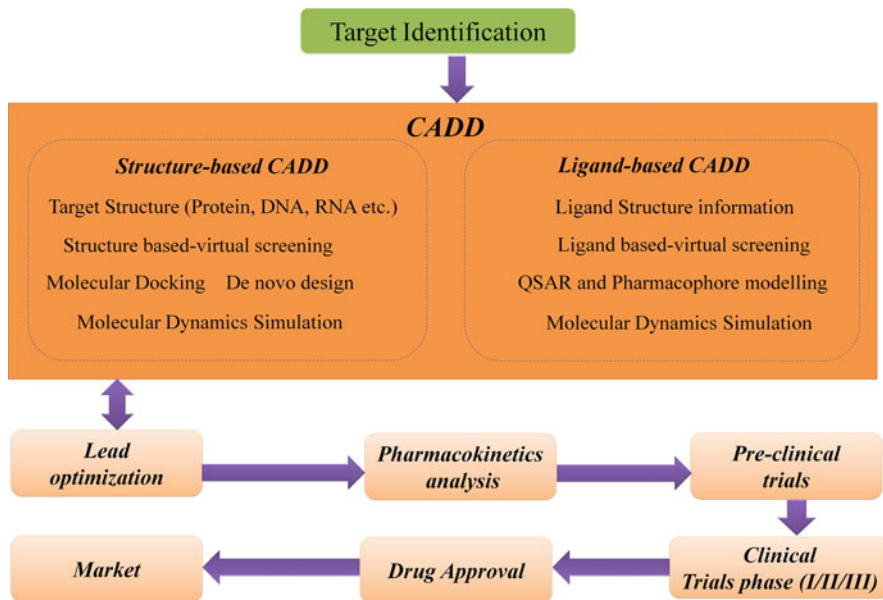 Target Identification
CADD
Structure-based CADD
Target Structure (Protein, DNA, RNA etc.)
Structure based-virtual screening
Molecular Docking De novo design
Molecular Dynamics Simulation
Ligand-based CADD
Ligand Structure information
Ligand based-virtual screening
QSAR and Pharmacophore modelling
Molecular Dynamics Simulation
Lead
optimization
Pharmacokinetics
analysis
Pre-clinical
trials
Clinical
Trials phase (I/II/III)
Drug Approval
Market